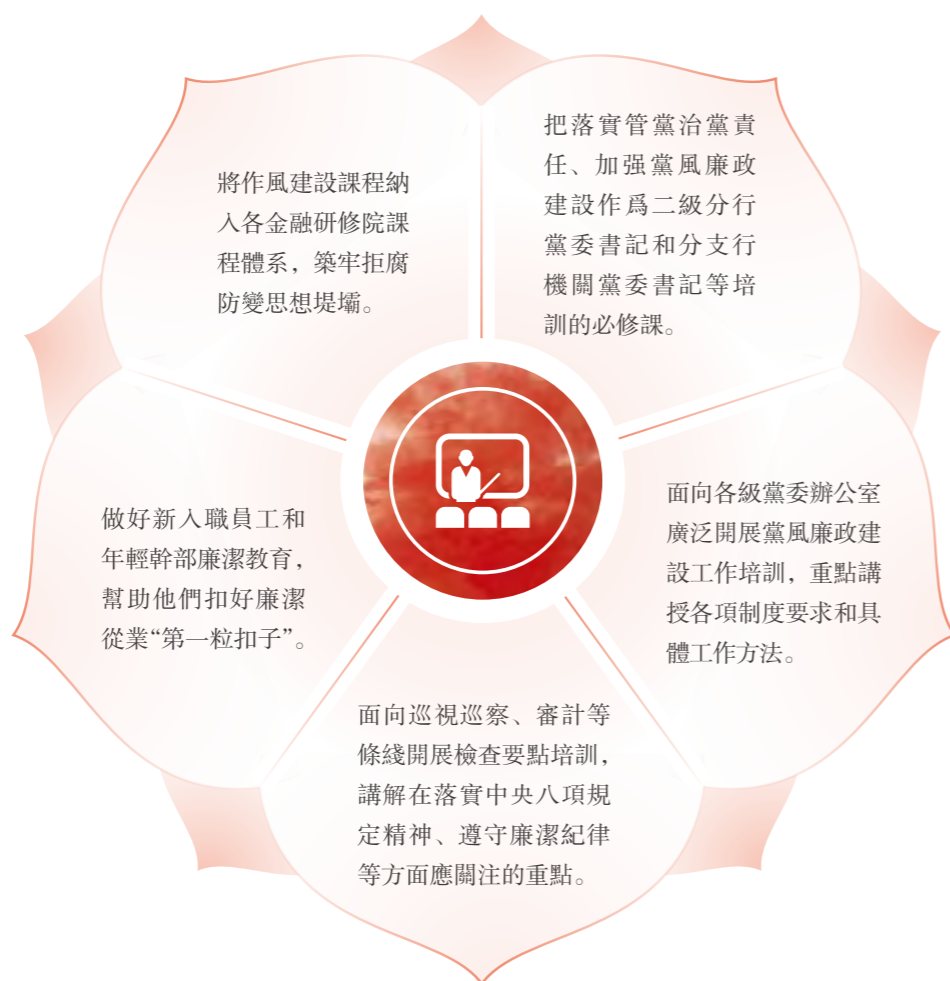 將作風建設課程納
入各金融研修院課
程體系，築牢拒腐
防變思想堤壩。
把落實管黨治黨責
任、加强黨風廉政
建設作爲二級分行
黨委書記和分支行
機關黨委書記等培
訓的必修課。
面向各級黨委辦公室
廣泛開展黨風廉政建
設工作培訓，重點講
授各項制度要求和具
體工作方法。
面向巡視巡察、審計等
條綫開展檢查要點培訓，
講解在落實中央八項規
定精神、遵守廉潔紀律
等方面應關注的重點。
做好新入職員工和
年輕幹部廉潔教育，
幫助他們扣好廉潔
從業“第一粒扣子”。